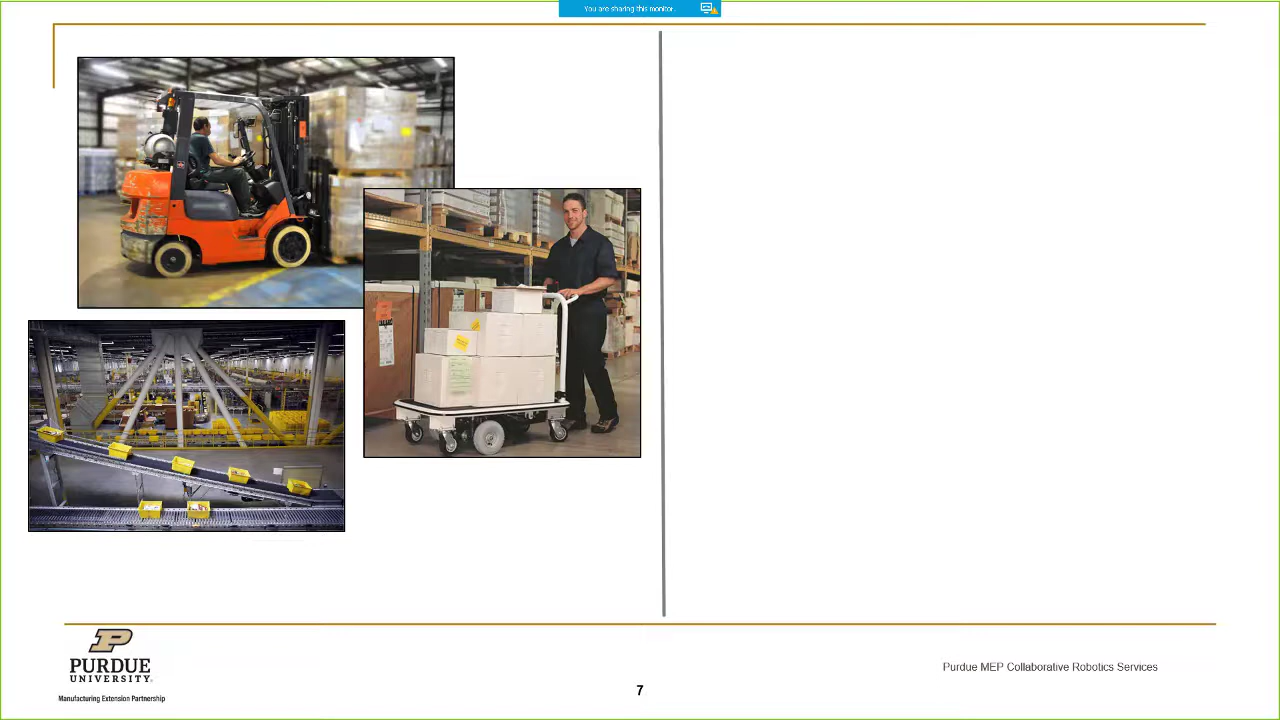 You are sharing this monitor.
PURDUE
UNIVERSITY.
Manufacturing Extension Partnership
Purdue MEP Collaborative Robotics Services
7